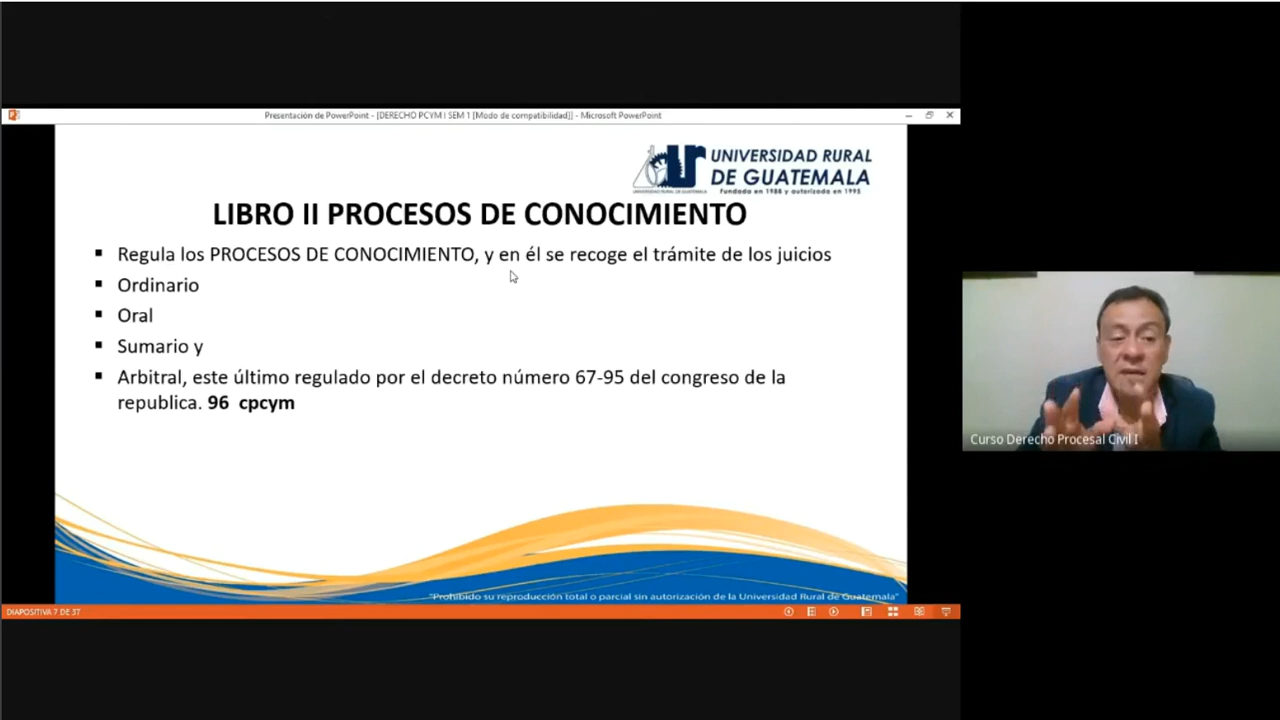 Presentación de PowerPoint - [DERECHO PCYM I SEM 1 [Modo de compatibilidad]] - Microsoft PowerPoint
UNIVERSIDAD RURAL
DE GUATEMALA
Fundada en 1988 y autorizada en 1995
LIBRO II PROCESOS DE CONOCIMIENTO
▪ Regula los PROCESOS DE CONOCIMIENTO, y en él se recoge el trámite de los juicios
▪ Ordinario
▪ Oral
▪ Sumario y
▪ Arbitral, este último regulado por el decreto número 67-95 del congreso de la
republica. 96 cpcym
"Prohibido su reproducción total o parcial sin autorización de la Universidad Rural de Guatemala"
DIAPOSITIVA 7 DE 37
Curso Derecho Procesal Civil I